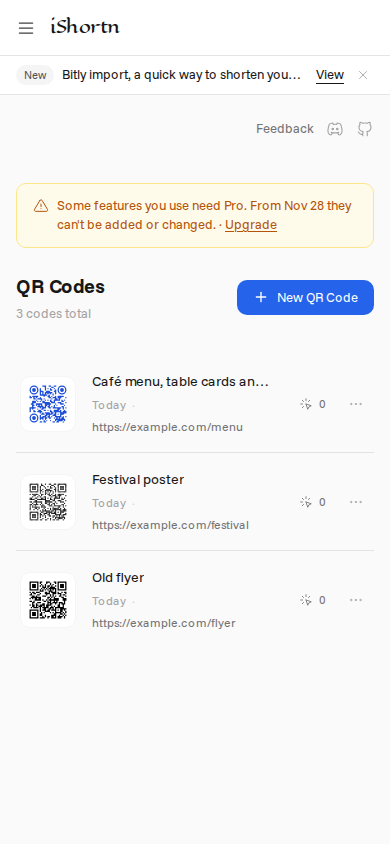 iShortn
New Bitly import, a quick way to shorten you... View
Feedback
Some features you use need Pro. From Nov 28 they
can't be added or changed. · Upgrade
QR Codes
3 codes total
New QR Code
Café menu, table cards an...
Today ·
https://example.com/menu
0
Festival poster
Today ·
https://example.com/festival
0
Old flyer
Today ·
https://example.com/flyer
0